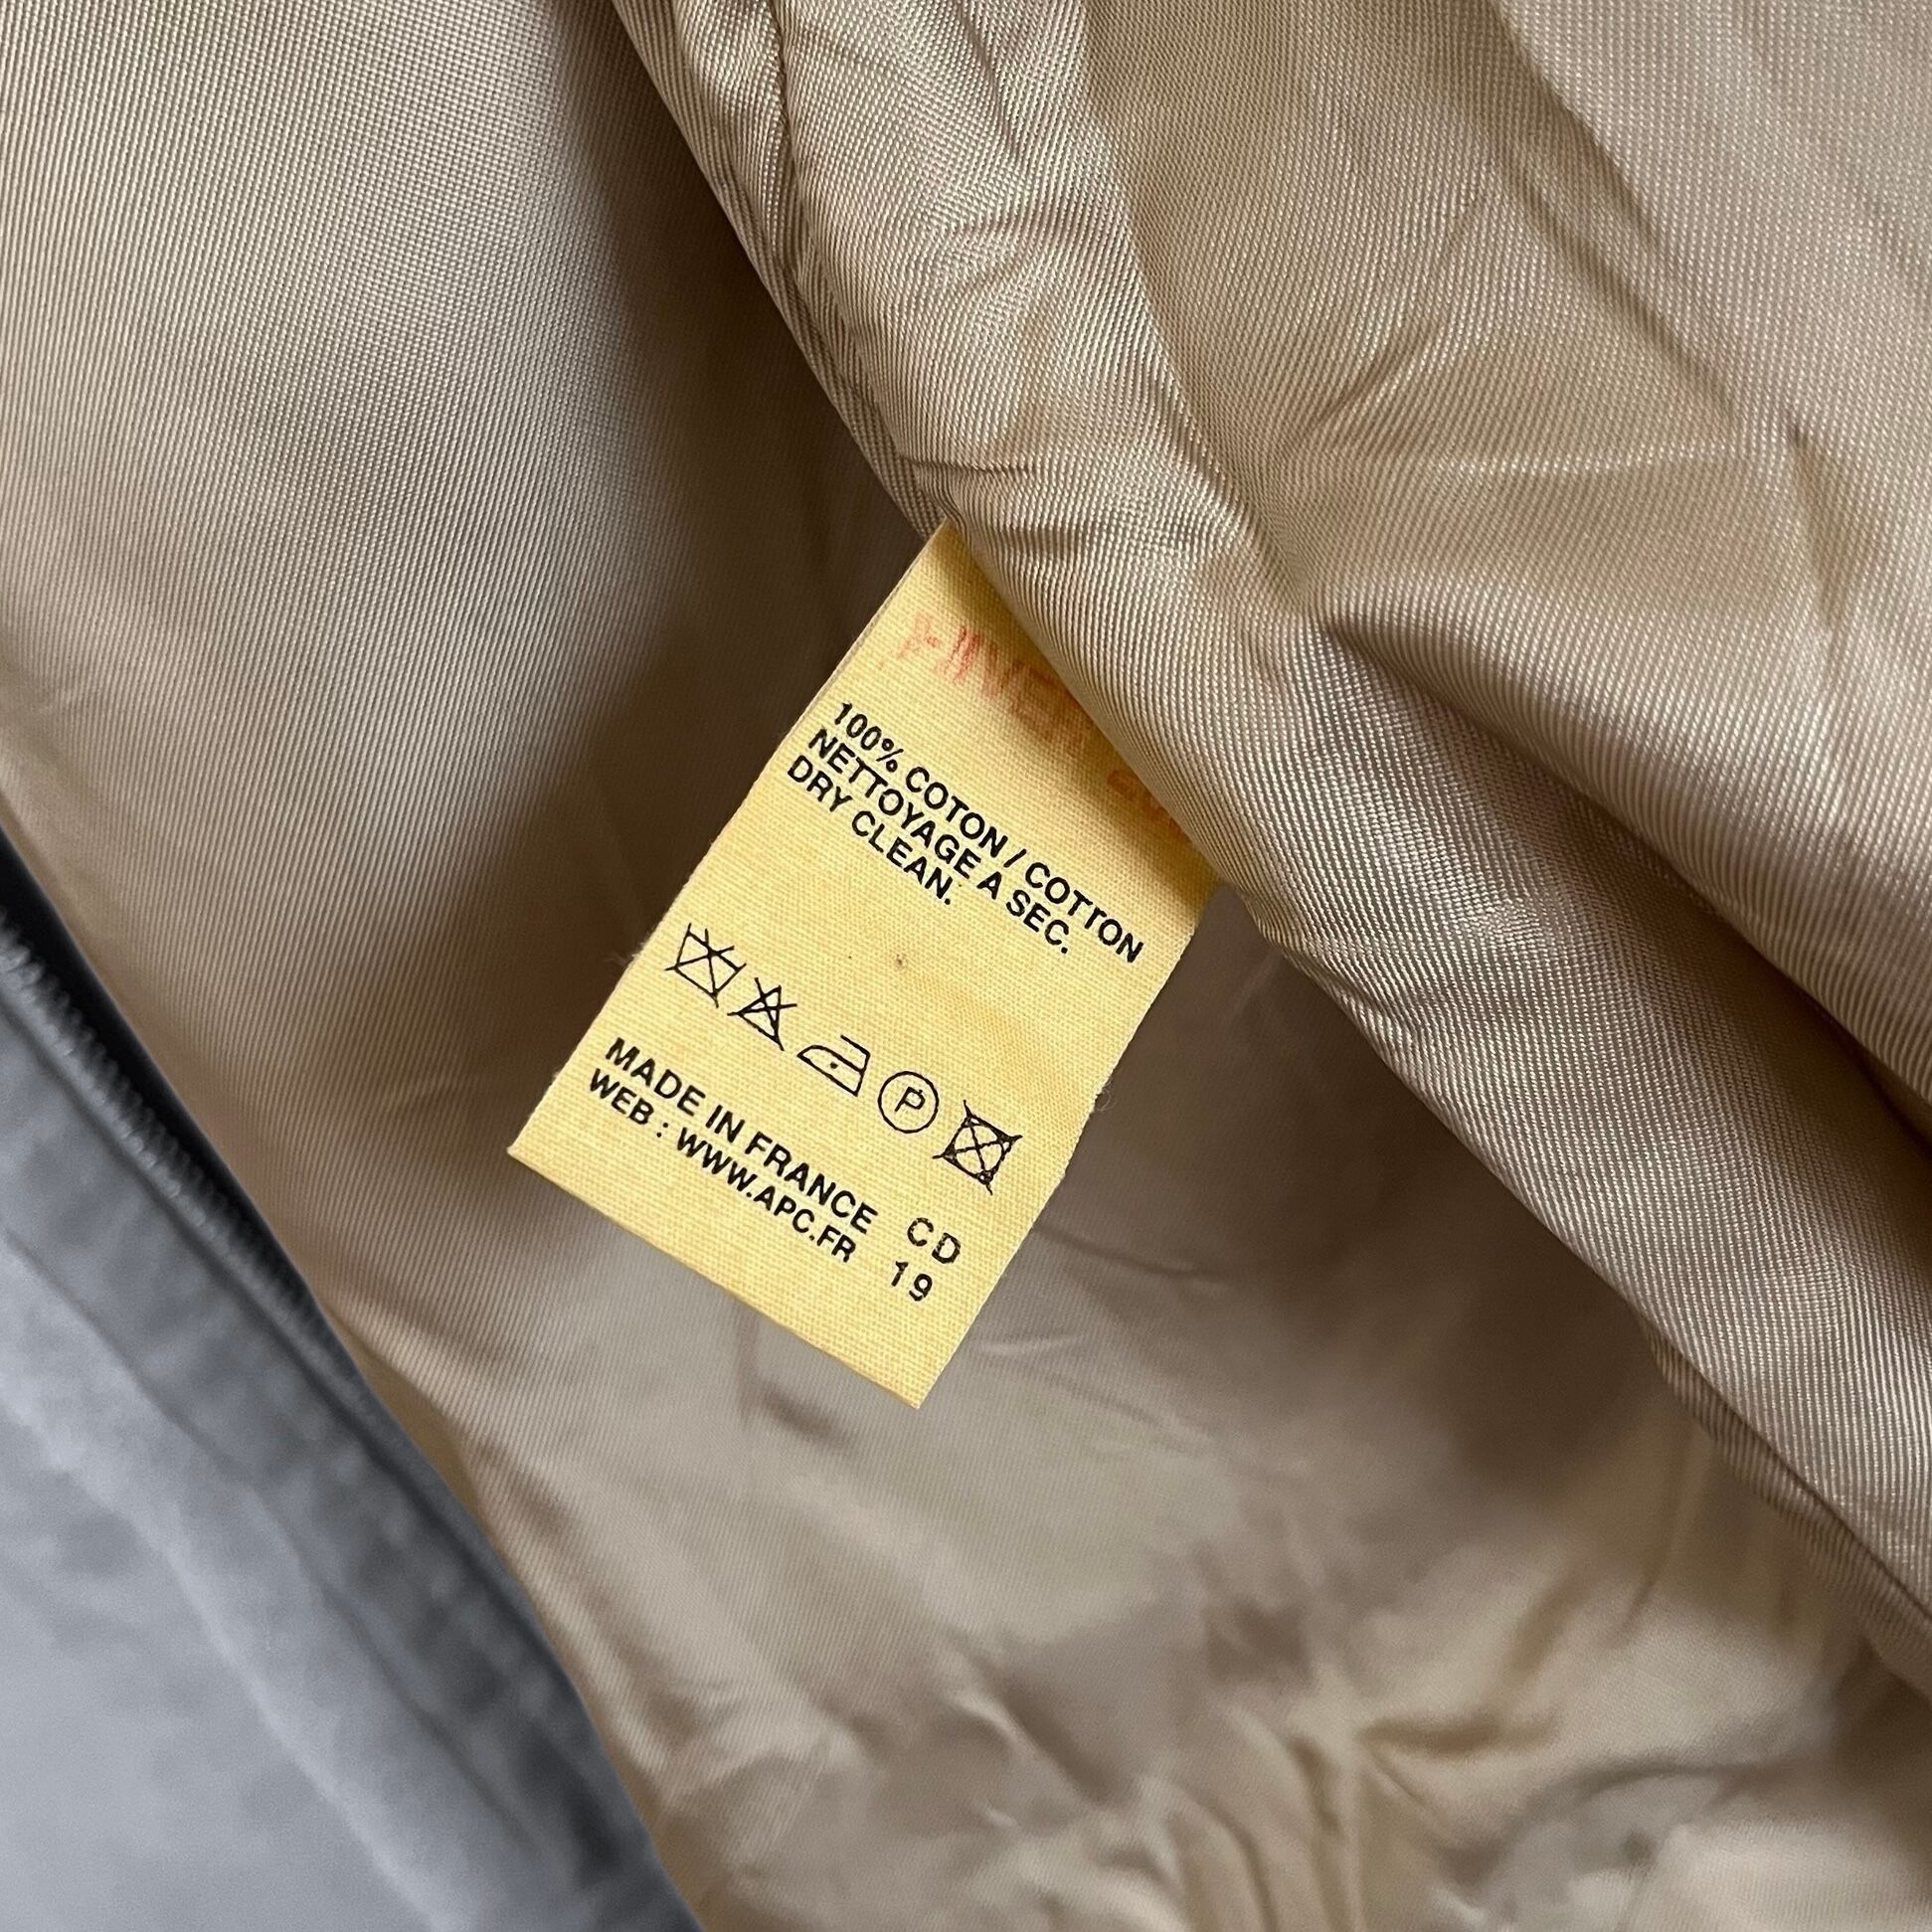 100% COTON / COTTON
NETTOYAGE A SEC.
DRY CLEAN.
P
MADE IN FRANCE CD
WEB : WWW.APC.FR 19